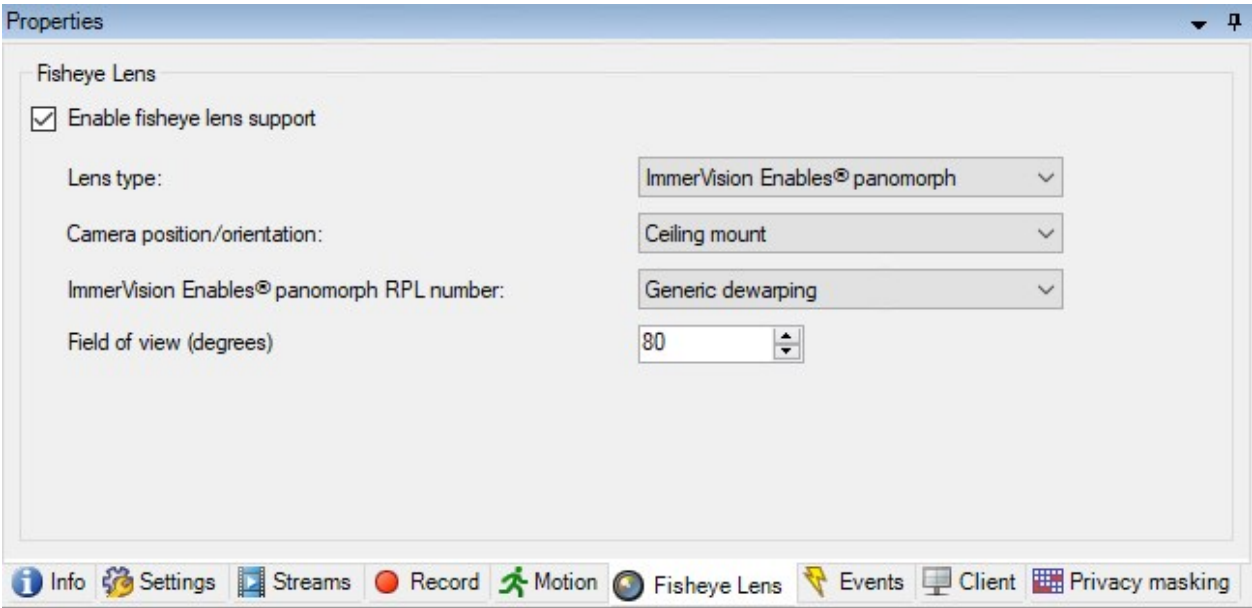 Properties
Fisheye Lens
Enable fisheye lens support
Lens type: ImmerVision Enables® panomorph
Camera position/orientation: Ceiling mount
ImmerVision Enables® panomorph RPL number: Generic dewarping
Field of view (degrees) 80
Info Settings Streams Record Motion Fisheye Lens Events Client Privacy masking